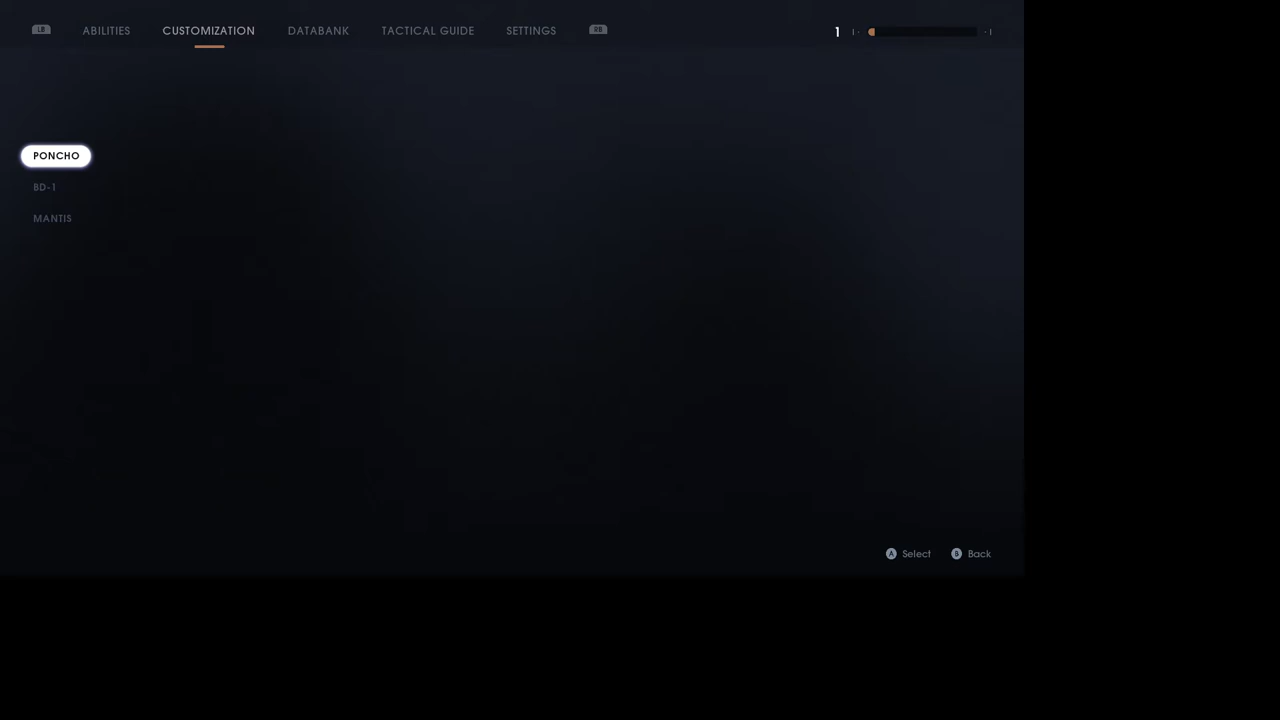 LB ABILITIES CUSTOMIZATION DATABANK TACTICAL GUIDE SETTINGS RB 1
PONCHO
BD-1
MANTIS
A Select B Back